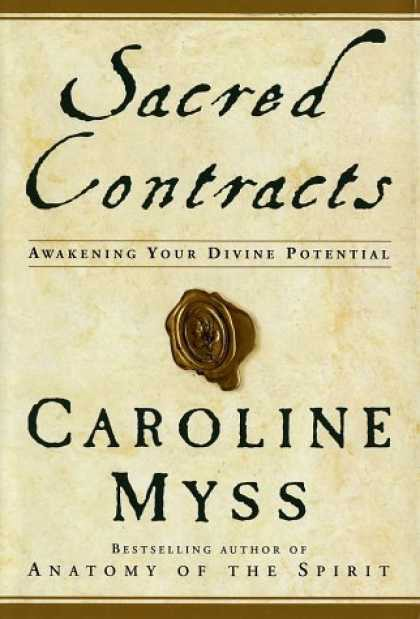 Sacred
Contracts
AWAKENING YOUR DIVINE POTENTIAL
CAROLINE
MYSS
BESTSELLING AUTHOR OF
ANATOMY OF THE SPIRIT